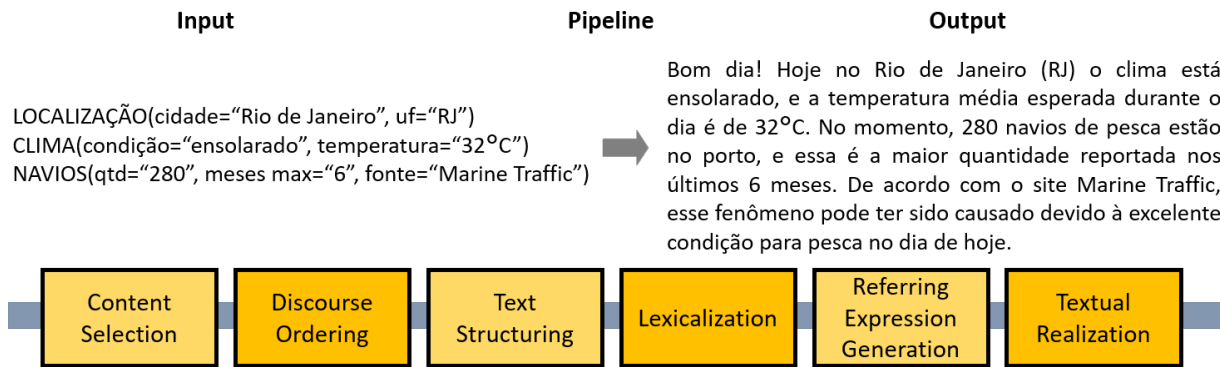 Input
Pipeline
Output
LOCALIZAÇÃO(cidade=“Rio de Janeiro”, uf=“RJ”)
CLIMA(condição=“ensolarado”, temperatura=“32°C”)
NAVIOS(qtd=“280”, meses max=“6”, fonte=“Marine Traffic”)
Bom dia! Hoje no Rio de Janeiro (RJ) o clima está
ensolarado, e a temperatura média esperada durante o
dia é de 32°C. No momento, 280 navios de pesca estão
no porto, e essa é a maior quantidade reportada nos
últimos 6 meses. De acordo com o site Marine Traffic,
esse fenômeno pode ter sido causado devido à excelente
condição para pesca no dia de hoje.
Content
Selection
Discourse
Ordering
Text
Structuring
Lexicalization
Referring
Expression
Generation
Textual
Realization